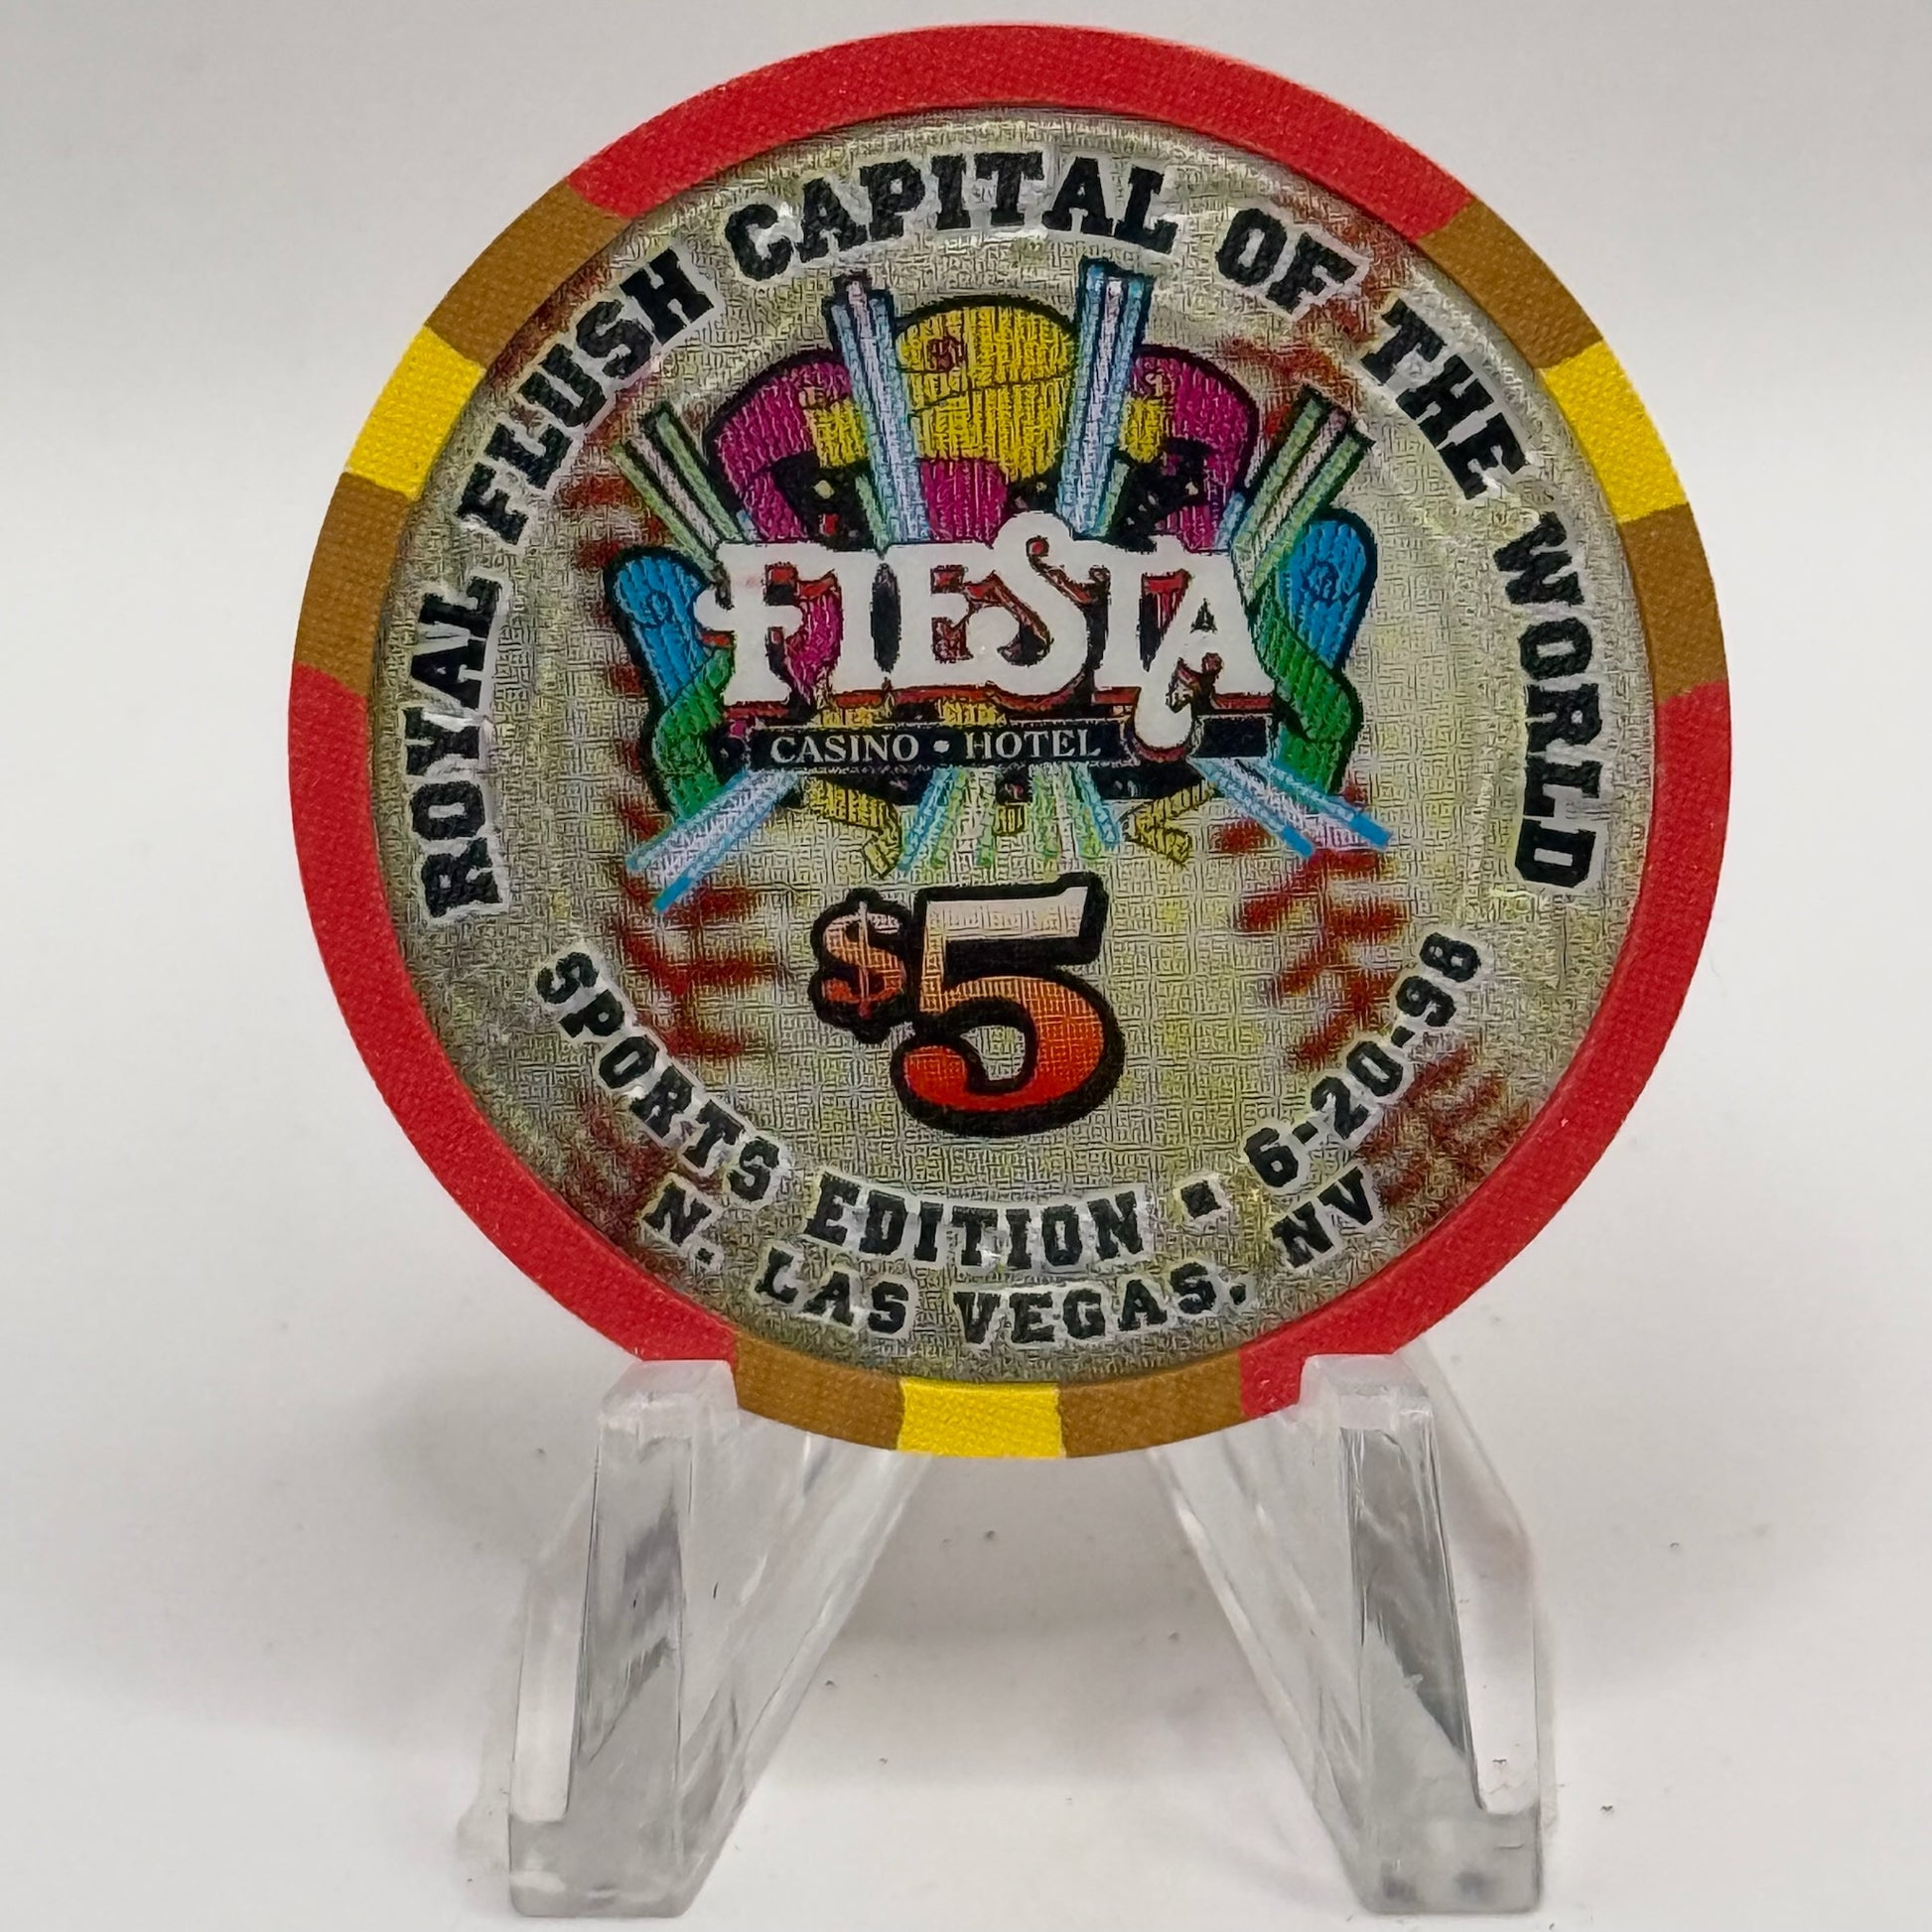 ROYAL FLUSH CAPITAL OF THE WORLD
FIESTA
CASINO • HOTEL
$5
SPORTS EDITION ▪ 6-20-98
N. LAS VEGAS, NV